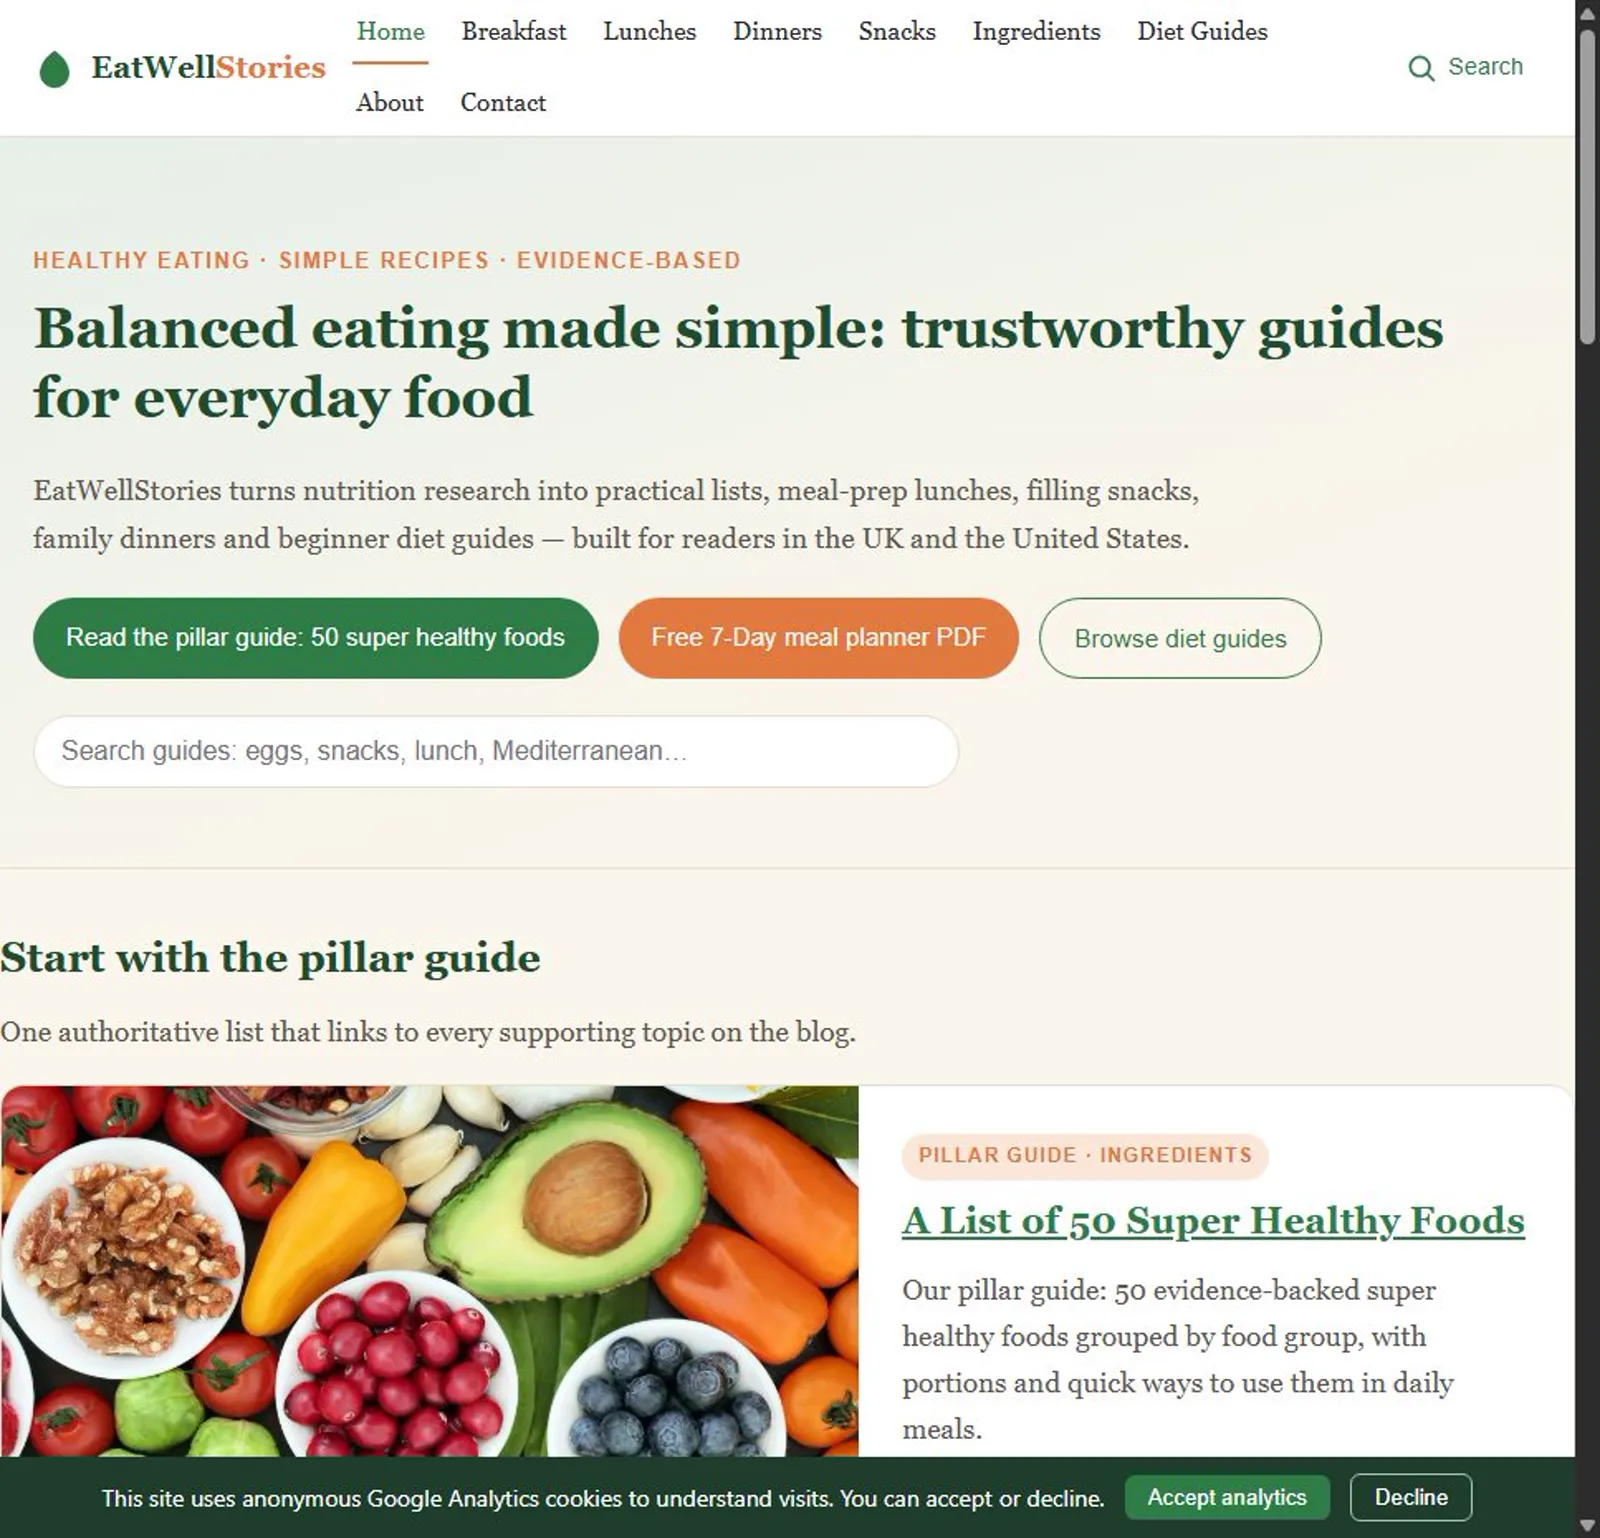 EatWellStories
Home Breakfast Lunches Dinners Snacks Ingredients Diet Guides
About Contact
Search
HEALTHY EATING · SIMPLE RECIPES · EVIDENCE-BASED
Balanced eating made simple: trustworthy guides
for everyday food
EatWellStories turns nutrition research into practical lists, meal-prep lunches, filling snacks,
family dinners and beginner diet guides — built for readers in the UK and the United States.
Read the pillar guide: 50 super healthy foods
Free 7-Day meal planner PDF
Browse diet guides
Search guides: eggs, snacks, lunch, Mediterranean…
Start with the pillar guide
One authoritative list that links to every supporting topic on the blog.
PILLAR GUIDE · INGREDIENTS
A List of 50 Super Healthy Foods
Our pillar guide: 50 evidence-backed super
healthy foods grouped by food group, with
portions and quick ways to use them in daily
meals.
This site uses anonymous Google Analytics cookies to understand visits. You can accept or decline.
Accept analytics
Decline